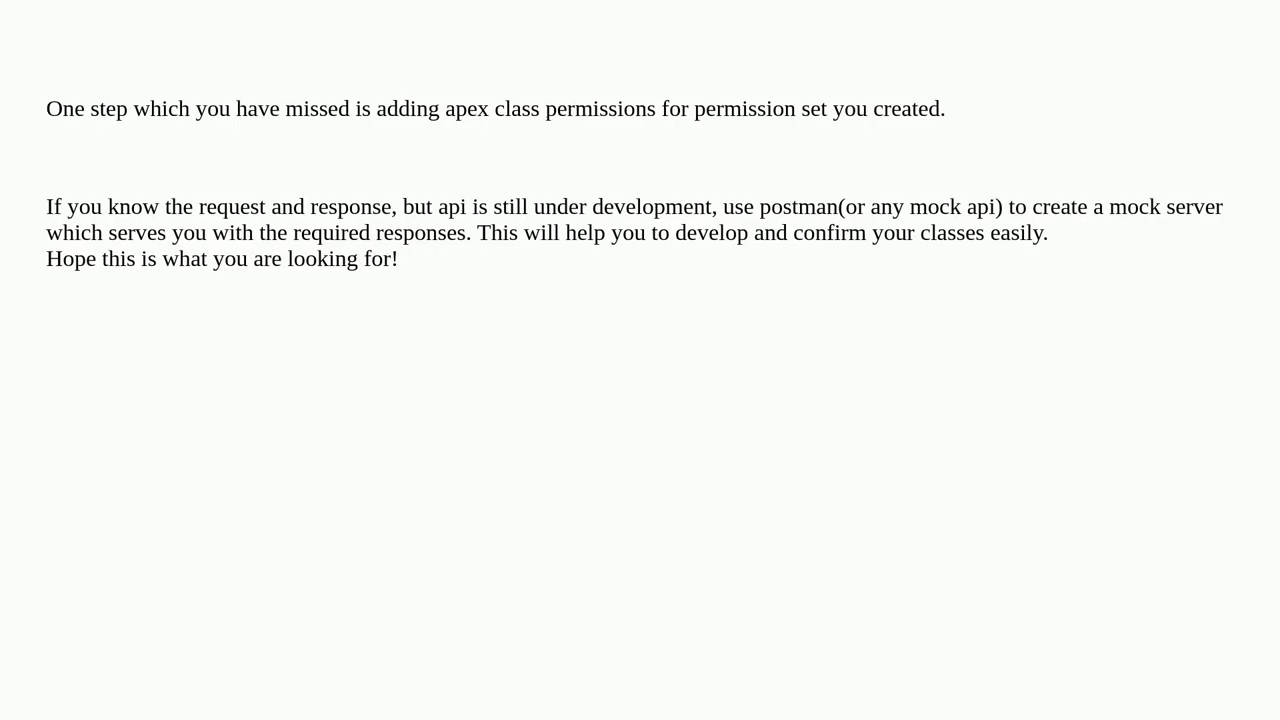 One step which you have missed is adding apex class permissions for permission set you created.
If you know the request and response, but api is still under development, use postman(or any mock api) to create a mock server
which serves you with the required responses. This will help you to develop and confirm your classes easily.
Hope this is what you are looking for!